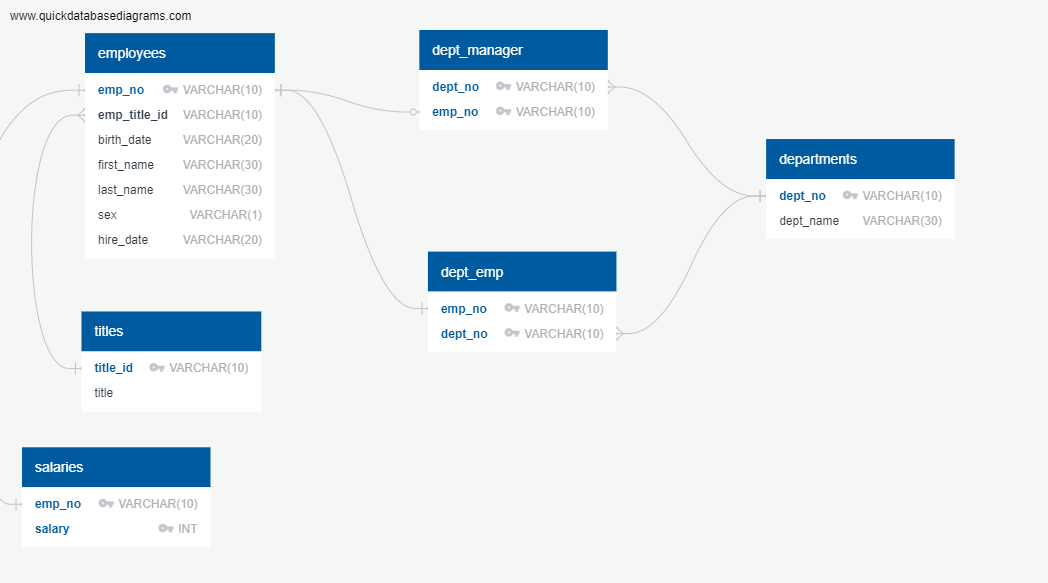 www.quickdatabasediagrams.com
employees
emp_no VARCHAR(10)
emp_title_id VARCHAR(10)
birth_date VARCHAR(20)
first_name VARCHAR(30)
last_name VARCHAR(30)
sex VARCHAR(1)
hire_date VARCHAR(20)
dept_manager
dept_no VARCHAR(10)
emp_no VARCHAR(10)
departments
dept_no VARCHAR(10)
dept_name VARCHAR(30)
dept_emp
emp_no VARCHAR(10)
dept_no VARCHAR(10)
titles
title_id VARCHAR(10)
title
salaries
emp_no VARCHAR(10)
salary INT